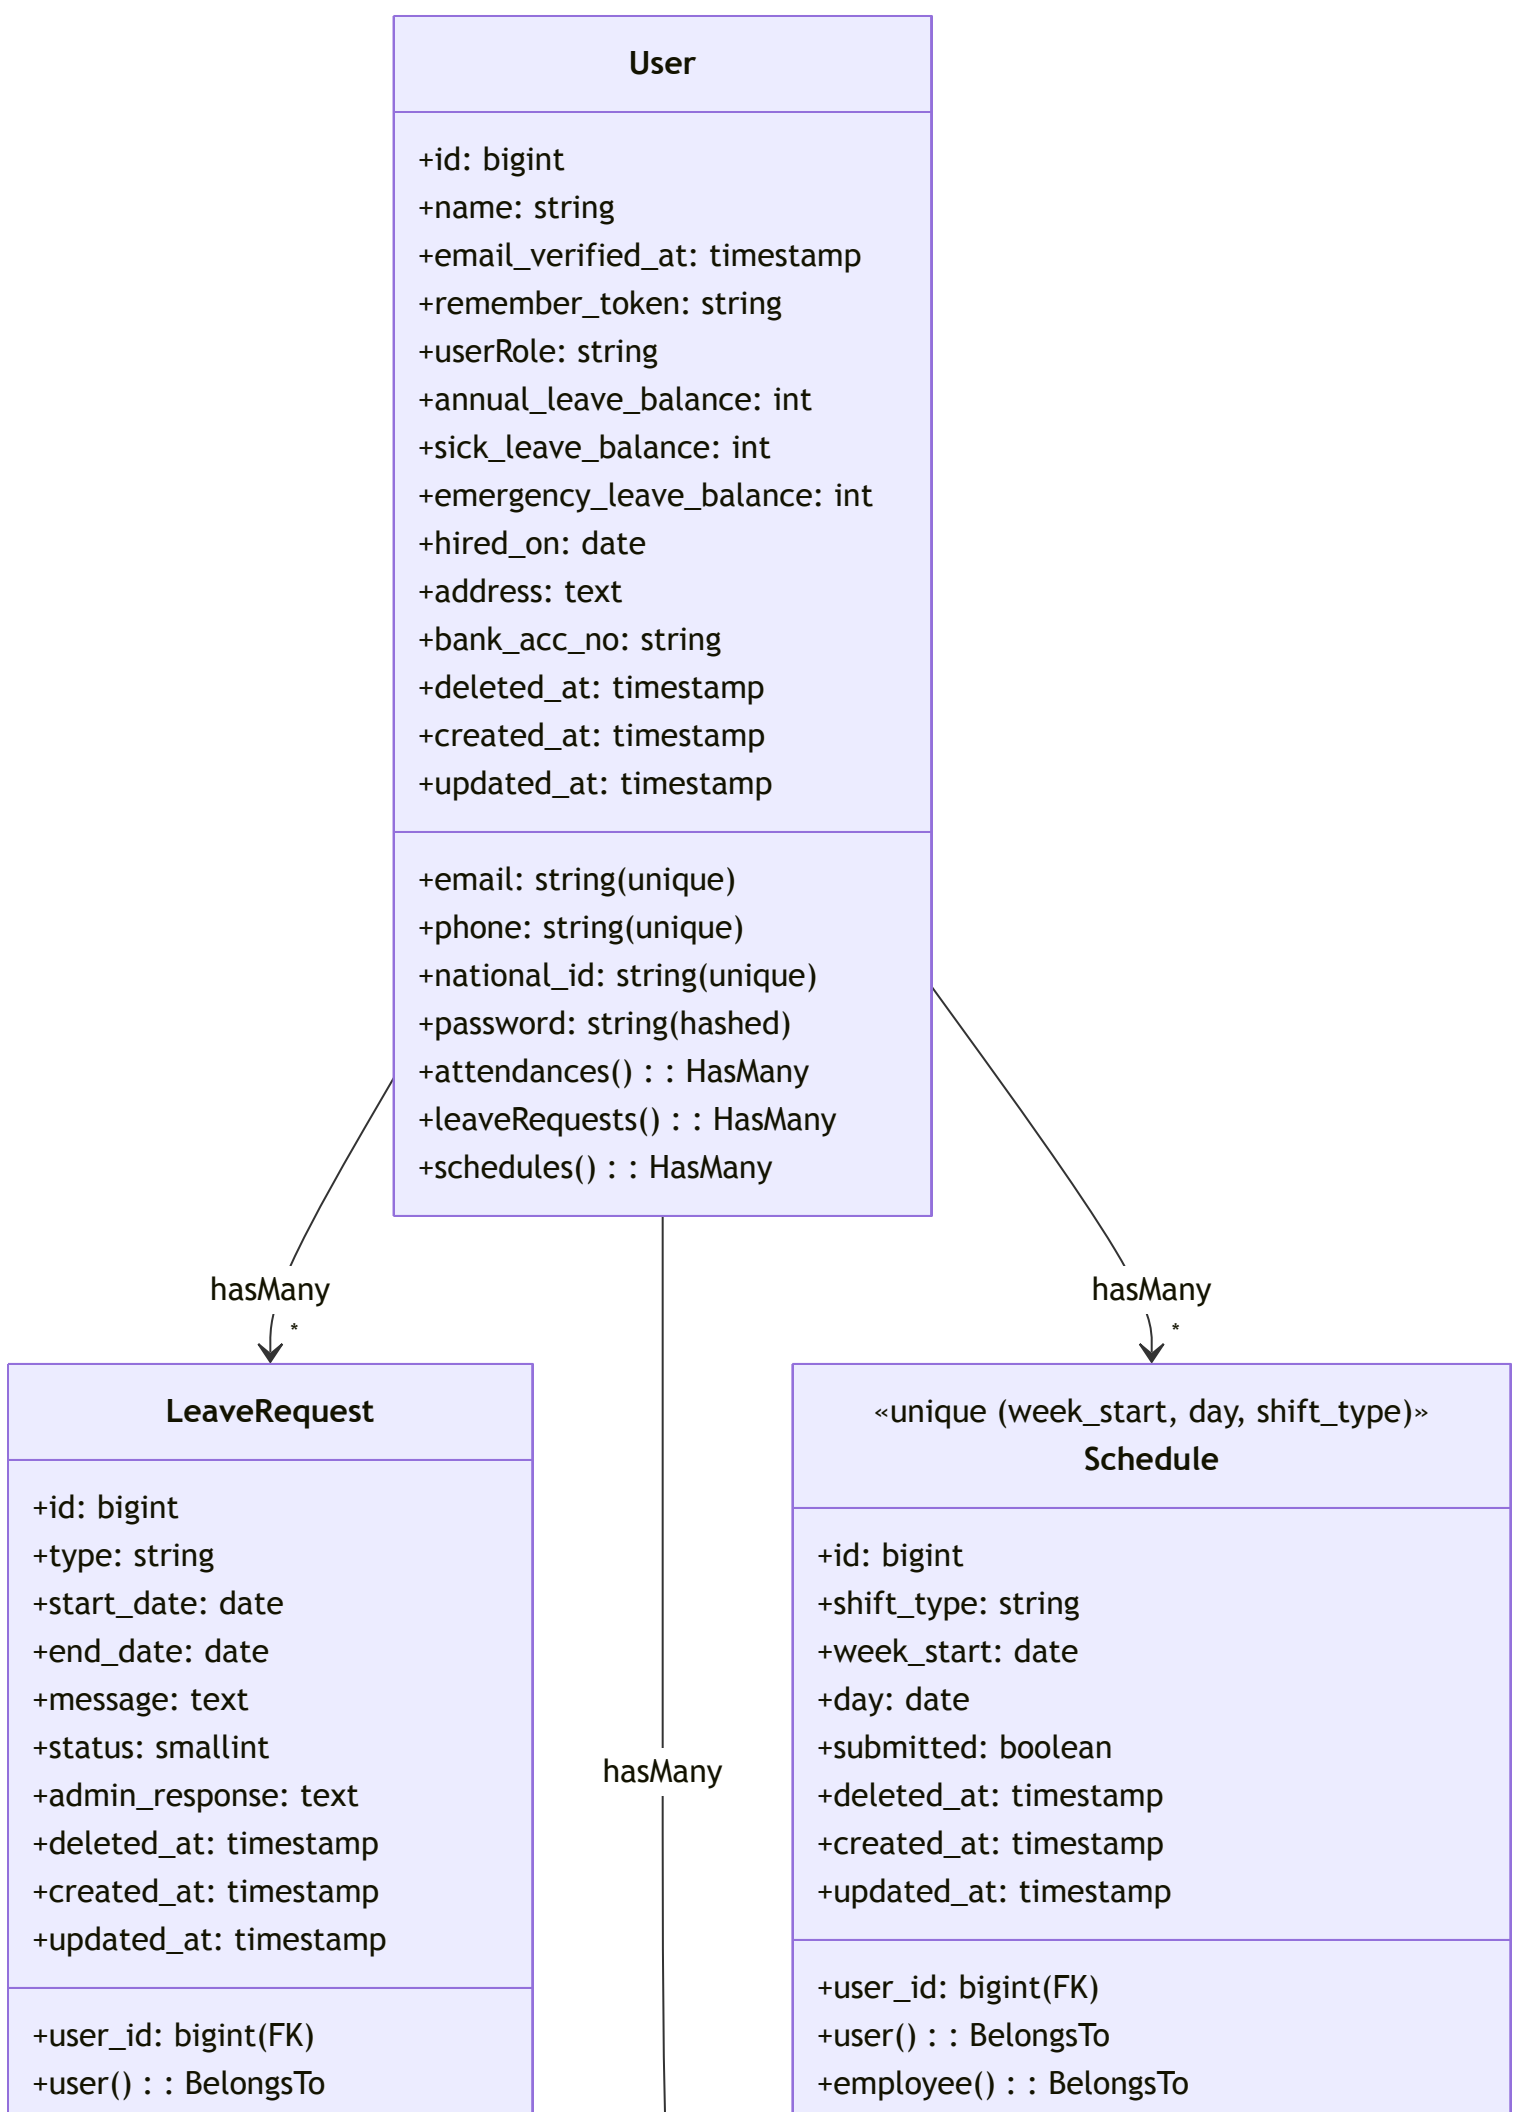 User
+id: bigint
+name: string
+email_verified_at: timestamp
+remember_token: string
+userRole: string
+annual_leave_balance: int
+sick_leave_balance: int
+emergency_leave_balance: int
+hired_on: date
+address: text
+bank_acc_no: string
+deleted_at: timestamp
+created_at: timestamp
+updated_at: timestamp
+email: string(unique)
+phone: string(unique)
+national_id: string(unique)
+password: string(hashed)
+attendances() : : HasMany
+leaveRequests() : : HasMany
+schedules() : : HasMany
hasMany
*
hasMany
*
LeaveRequest
+id: bigint
+type: string
+start_date: date
+end_date: date
+message: text
+status: smallint
+admin_response: text
+deleted_at: timestamp
+created_at: timestamp
+updated_at: timestamp
+user_id: bigint(FK)
+user() : : BelongsTo
hasMany
«unique (week_start, day, shift_type)»
Schedule
+id: bigint
+shift_type: string
+week_start: date
+day: date
+submitted: boolean
+deleted_at: timestamp
+created_at: timestamp
+updated_at: timestamp
+user_id: bigint(FK)
+user() : : BelongsTo
+employee() : : BelongsTo